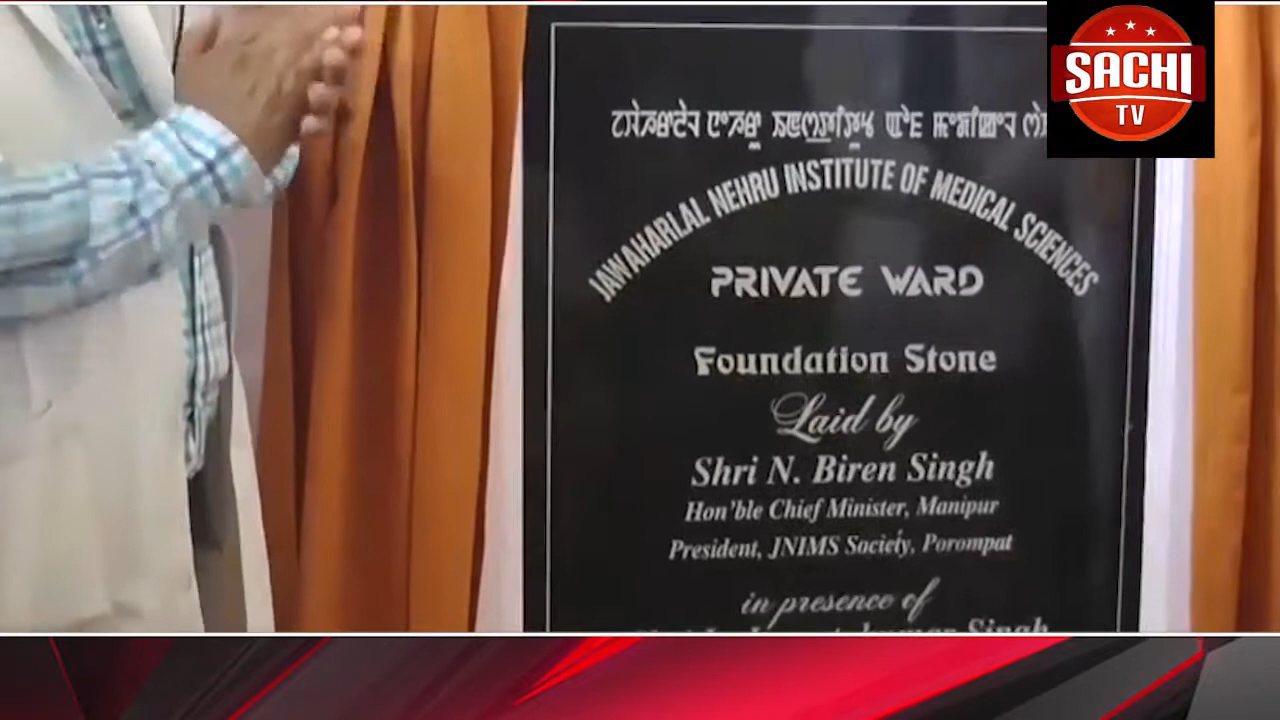 SACHI
TV
JAWAHARLAL NEHRU INSTITUTE OF MEDICAL SCIENCES
PRIVATE WARD
Foundation Stone
Laid by
Shri N. Biren Singh
Hon'ble Chief Minister, Manipur
President, JNIMS Society, Porompat
in presence of
Singh